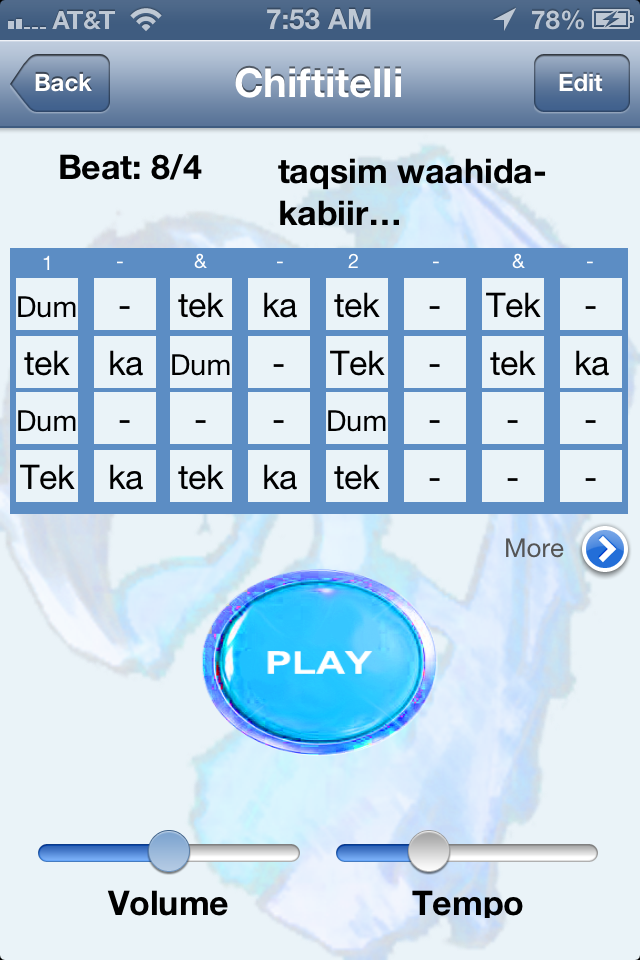 AT&T 7:53 AM 78%
Back Chiftitelli Edit
Beat: 8/4 taqsim waahida-
kabiir...
1 - & - 2 - & -
Dum - tek ka tek - Tek -
tek ka Dum - Tek - tek ka
Dum - - - Dum - - -
Tek ka tek ka tek - - -
More
PLAY
Volume Tempo